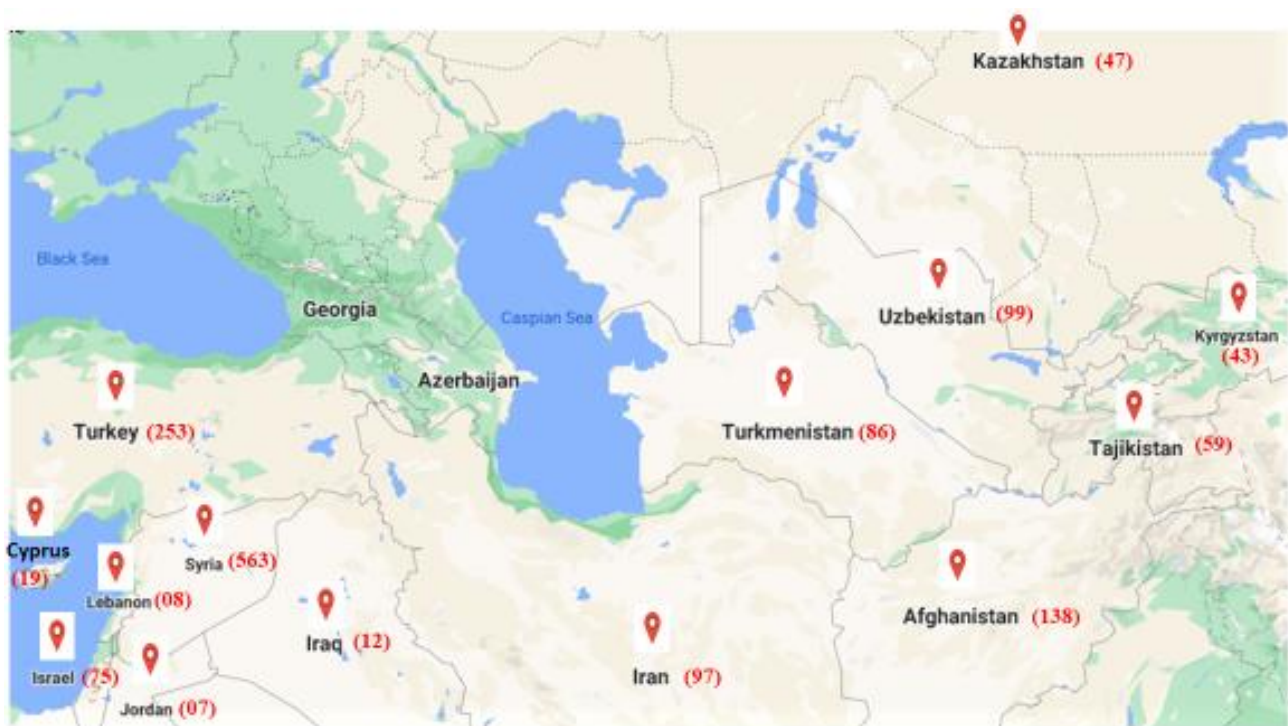 Kazakhstan (47)
Black Sea
Georgia
Caspian Sea
Uzbekistan (99)
Kyrgyzstan
(43)
Azerbaijan
Turkey (253)
Turkmenistan (86)
Tajikistan (59)
Cyprus
(19)
Syria (563)
Lebanon (08)
Iraq (12)
Afghanistan (138)
Israel (75)
Iran (97)
Jordan (07)